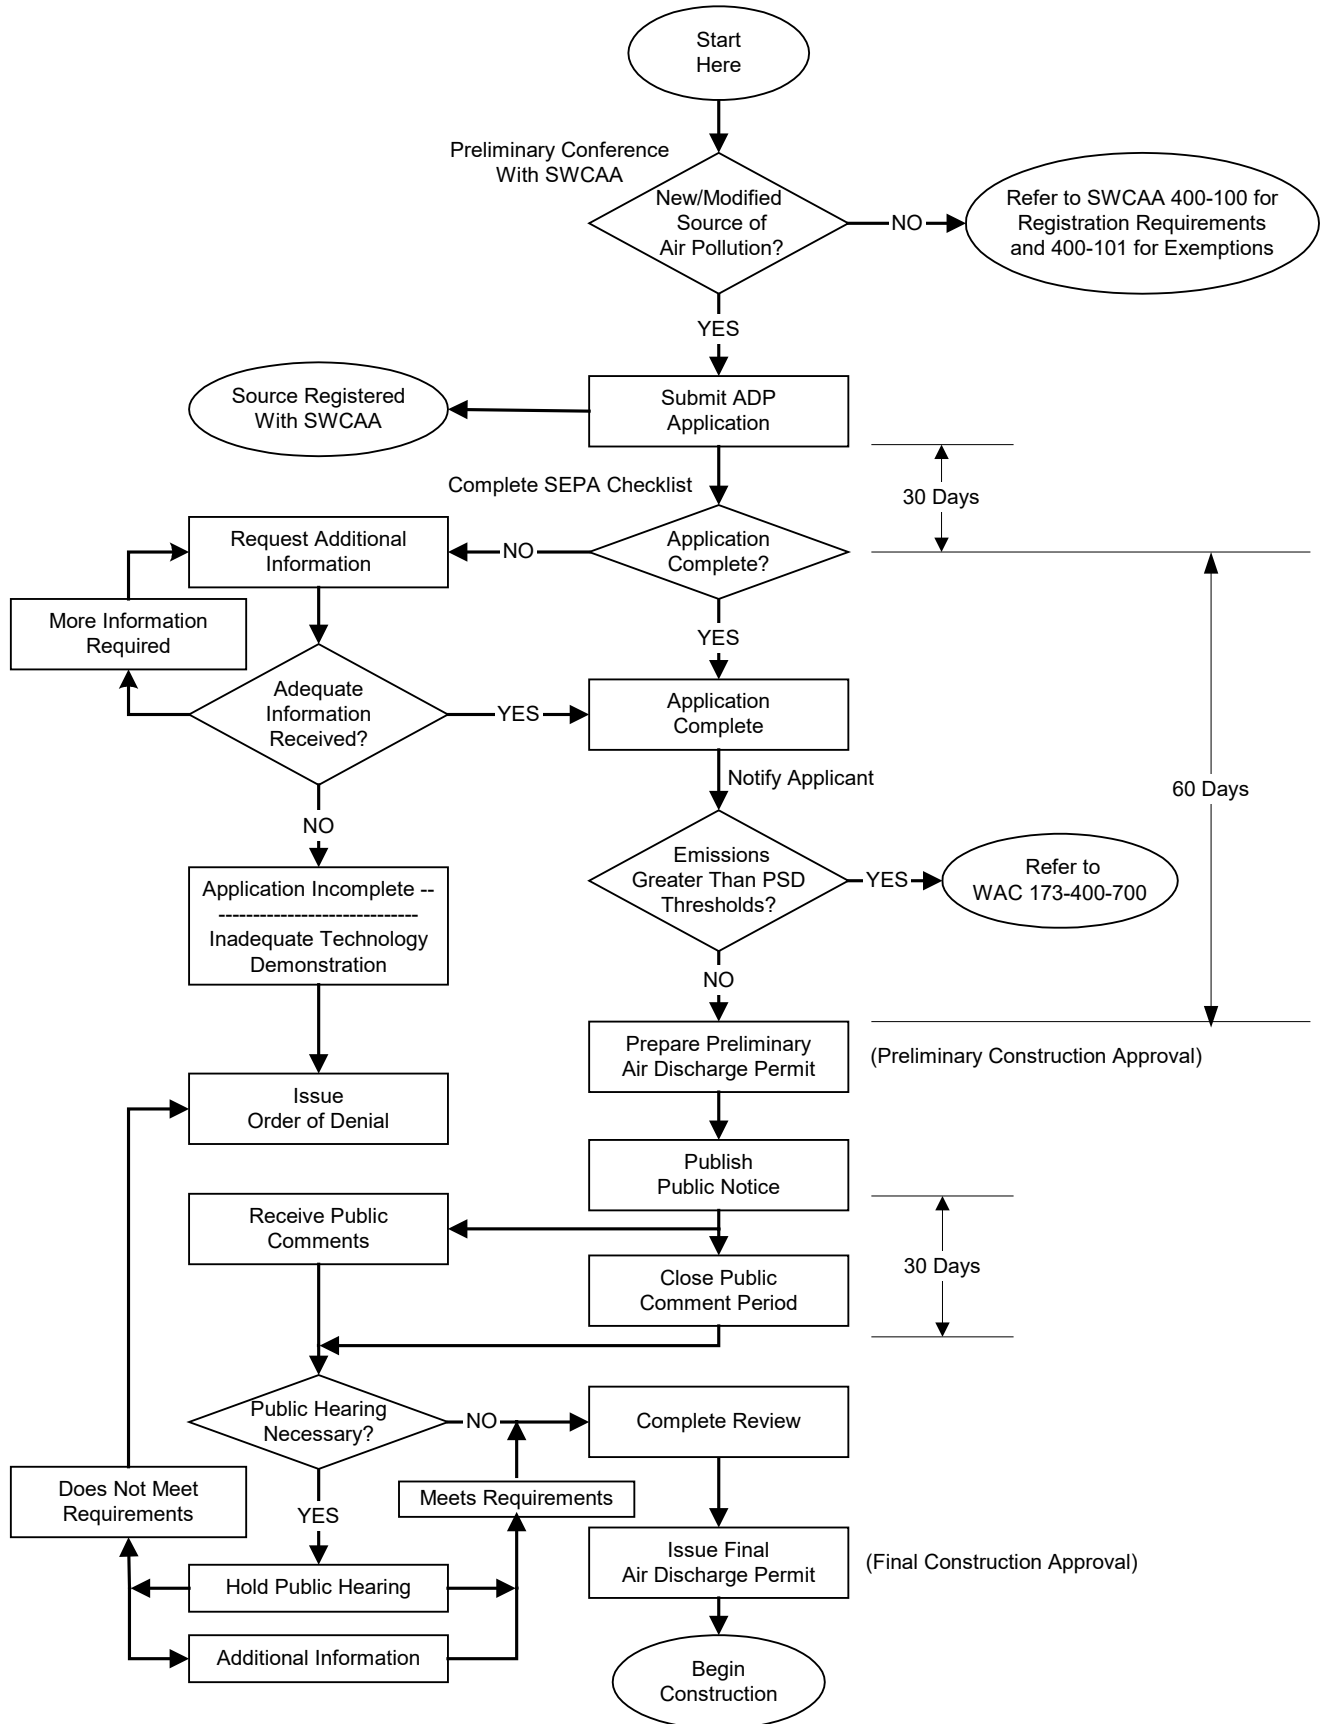 Start
Here
Preliminary Conference
With SWCAA
New/Modified
Source of
Air Pollution?
NO
Refer to SWCAA 400-100 for
Registration Requirements
and 400-101 for Exemptions
YES
Source Registered
With SWCAA
Submit ADP
Application
30 Days
Complete SEPA Checklist
Request Additional
Information
NO
Application
Complete?
More Information
Required
YES
Adequate
Information
Received?
YES
Application
Complete
Notify Applicant
60 Days
NO
Emissions
Greater Than PSD
Thresholds?
YES
Refer to
WAC 173-400-700
Application Incomplete --
-----------------------------
Inadequate Technology
Demonstration
NO
Prepare Preliminary
Air Discharge Permit
(Preliminary Construction Approval)
Issue
Order of Denial
Publish
Public Notice
Receive Public
Comments
30 Days
Close Public
Comment Period
Public Hearing
Necessary?
NO
Complete Review
Does Not Meet
Requirements
YES
Meets Requirements
Issue Final
Air Discharge Permit
(Final Construction Approval)
Hold Public Hearing
Additional Information
Begin
Construction